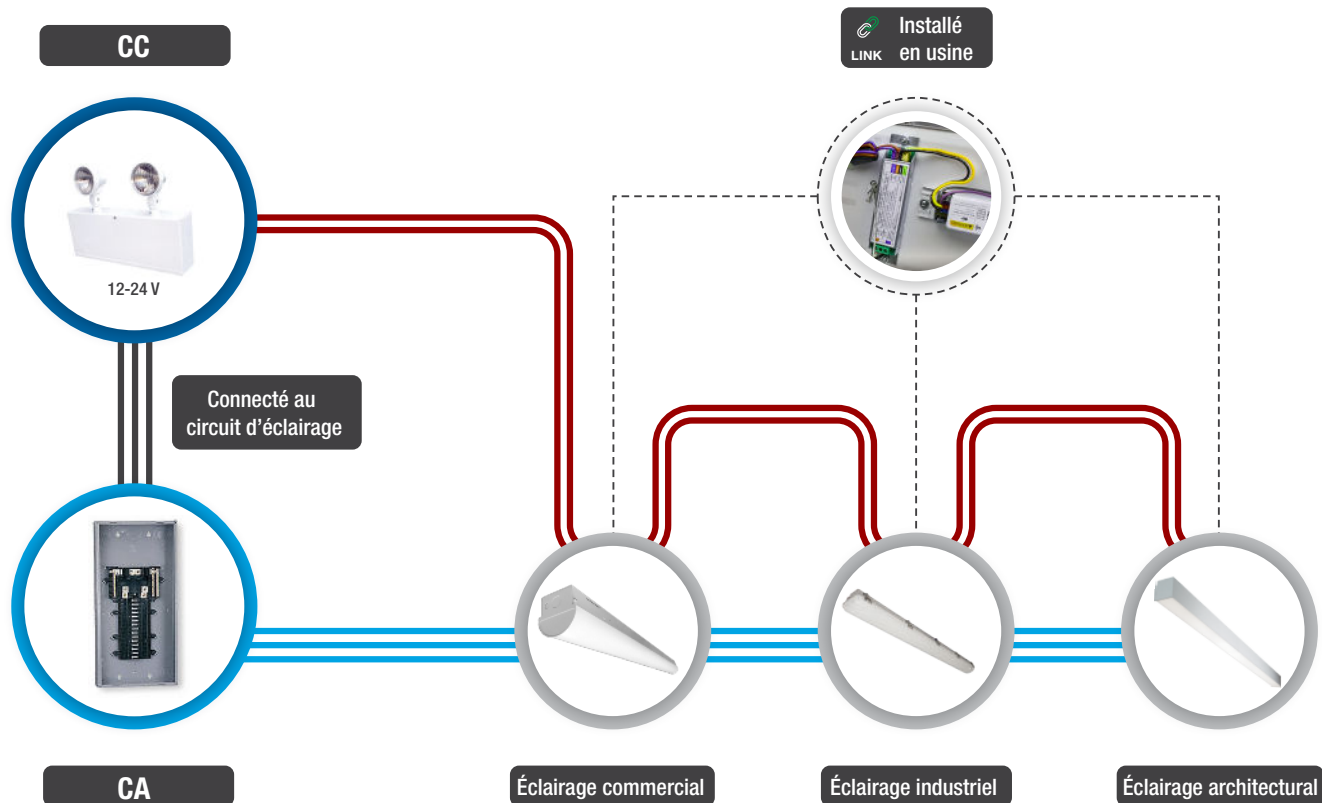 CC
Installé
LINK en usine
12-24 V
Connecté au
circuit d'éclairage
CA
Éclairage commercial
Éclairage industriel
Éclairage architectural